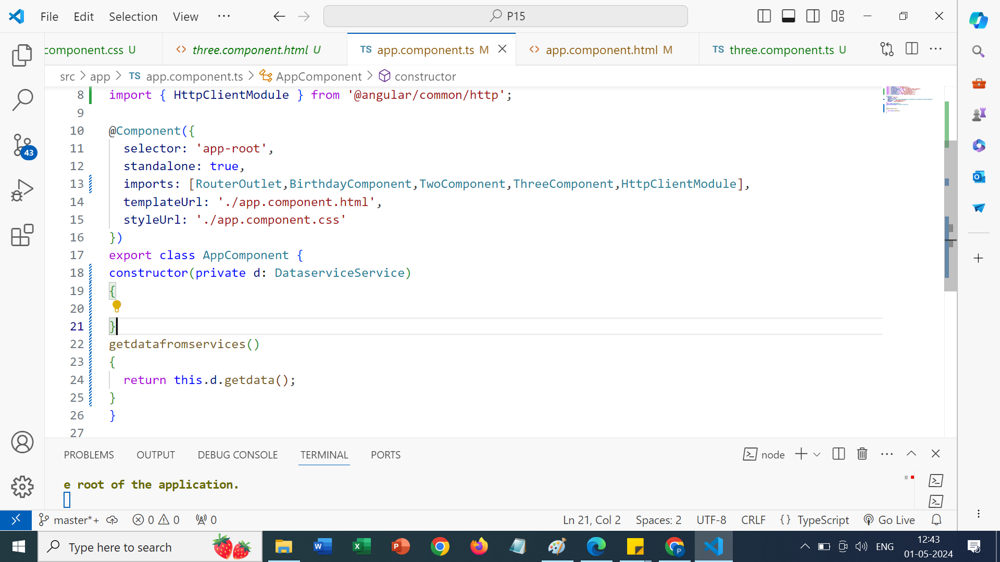 File Edit Selection View ... P15
component.css U three.component.html U TS app.component.ts M app.component.html M TS three.component.ts U
src > app > TS app.component.ts > AppComponent > constructor
8 import { HttpClientModule } from '@angular/common/http';
9
10 @Component({
11 selector: 'app-root',
12 standalone: true,
13 imports: [RouterOutlet,BirthdayComponent,TwoComponent,ThreeComponent,HttpClientModule],
14 templateUrl: './app.component.html',
15 styleUrl: './app.component.css'
16 })
17 export class AppComponent {
18 constructor(private d: DataserviceService)
19 {
20
21 }
22 getdatafromservices()
23 {
24 return this.d.getdata();
25 }
26 }
27
43
PROBLEMS OUTPUT DEBUG CONSOLE TERMINAL PORTS node
e root of the application.
master*+ 0 0 0 Ln 21, Col 2 Spaces: 2 UTF-8 CRLF {} TypeScript Go Live
Type here to search ENG 12:43
01-05-2024